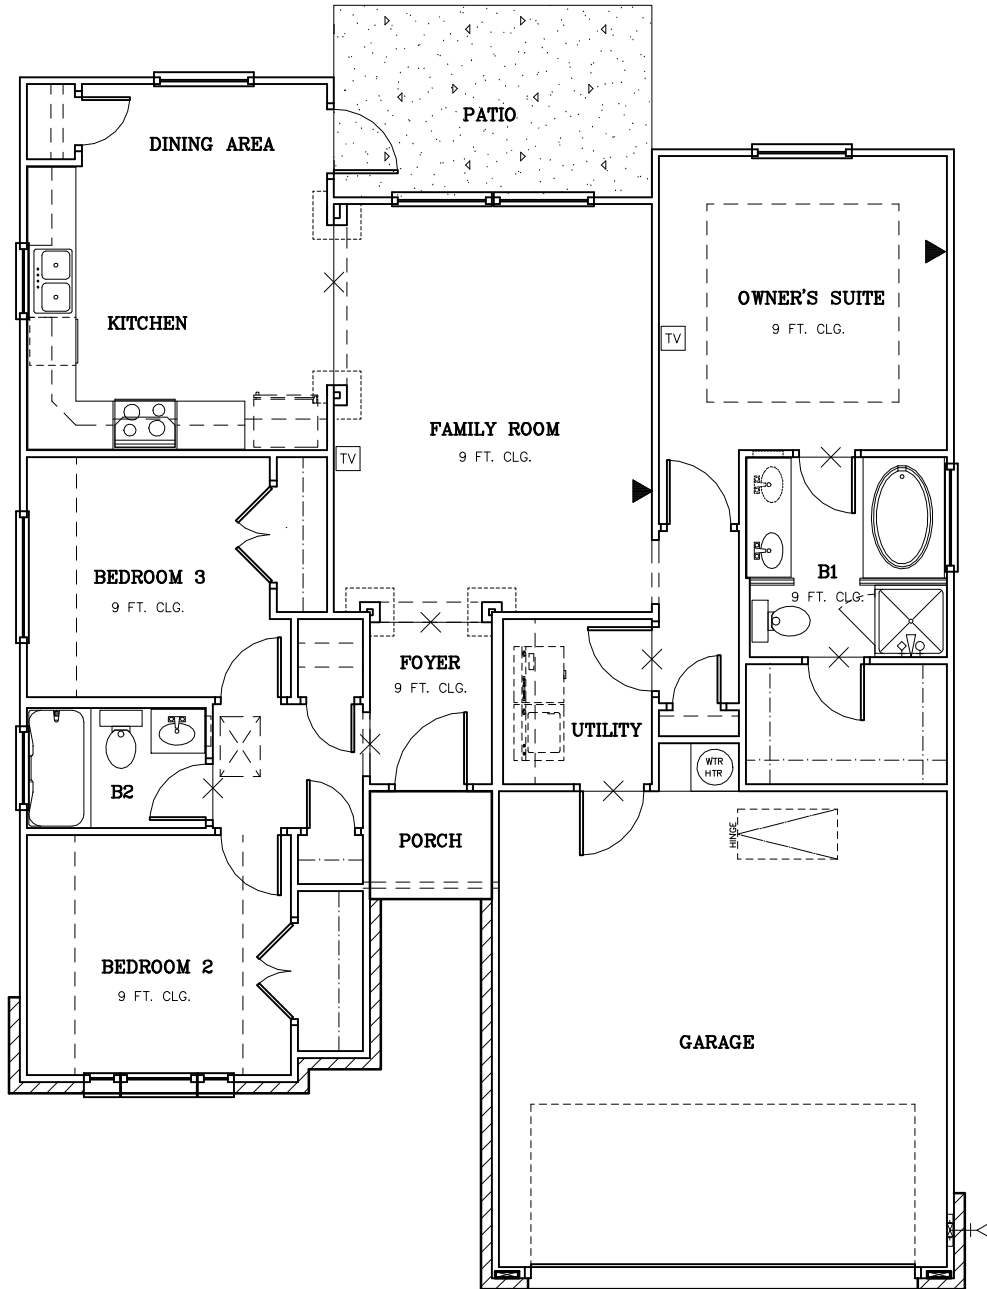 PATIO
DINING AREA
OWNER'S SUITE
9 FT. CLG.
KITCHEN
TV
FAMILY ROOM
9 FT. CLG.
TV
BEDROOM 3
9 FT. CLG.
B1
9 FT. CLG.
FOYER
9 FT. CLG.
UTILITY
WTR
HTR
B2
PORCH
HINGE
BEDROOM 2
9 FT. CLG.
GARAGE